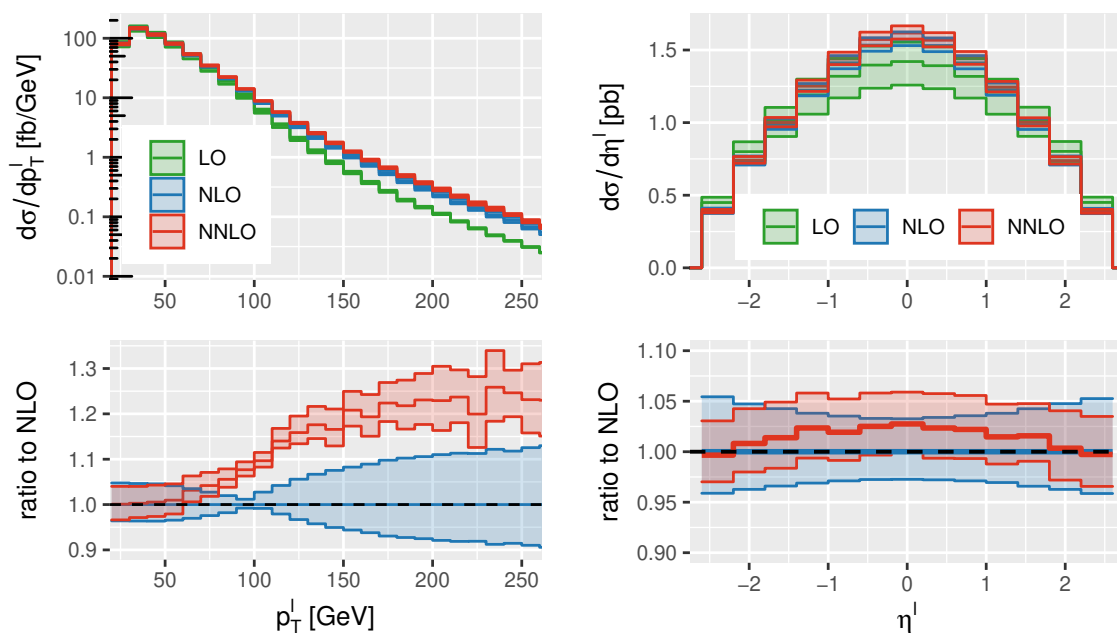 dσ/dp_T^l [fb/GeV]
100
10
1
0.1
0.01
LO
NLO
NNLO
50 100 150 200 250
dσ/dη^l [pb]
1.5
1.0
0.5
0.0
LO NLO NNLO
−2 −1 0 1 2
ratio to NLO
1.3
1.2
1.1
1.0
0.9
50 100 150 200 250
p_T^l [GeV]
ratio to NLO
1.10
1.05
1.00
0.95
0.90
−2 −1 0 1 2
η^l